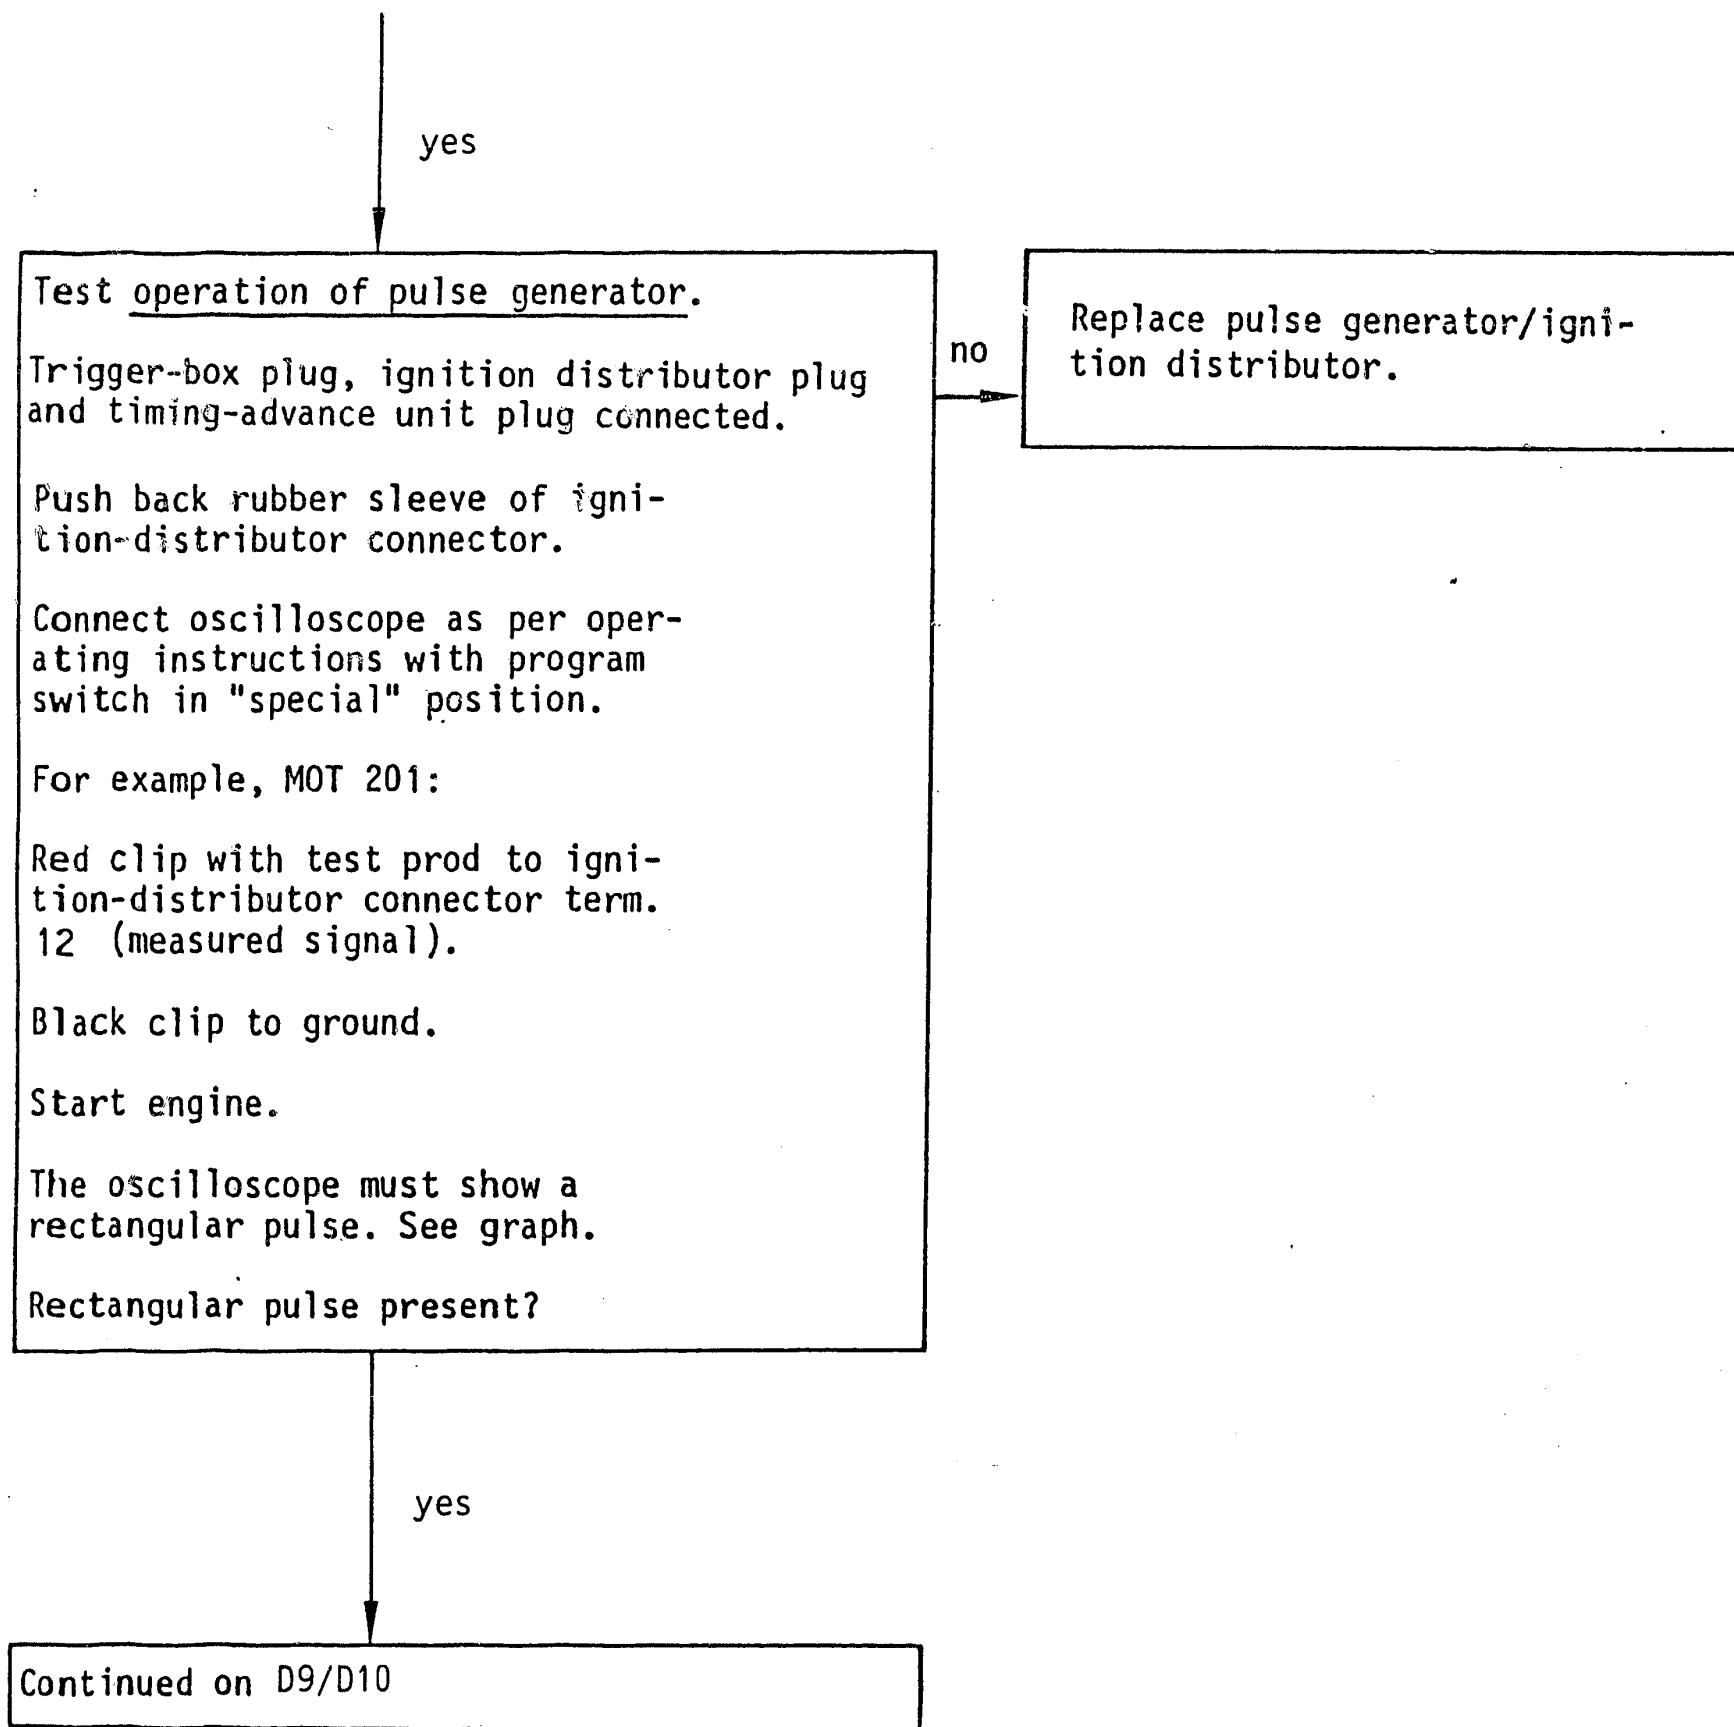 yes
Test operation of pulse generator.
Trigger-box plug, ignition distributor plug
and timing-advance unit plug connected.
Push back rubber sleeve of igni-
tion-distributor connector.
Connect oscilloscope as per oper-
ating instructions with program
switch in "special" position.
For example, MOT 201:
Red clip with test prod to igni-
tion-distributor connector term.
12 (measured signal).
Black clip to ground.
Start engine.
The oscilloscope must show a
rectangular pulse. See graph.
Rectangular pulse present?
no
Replace pulse generator/igni-
tion distributor.
yes
Continued on D9/D10